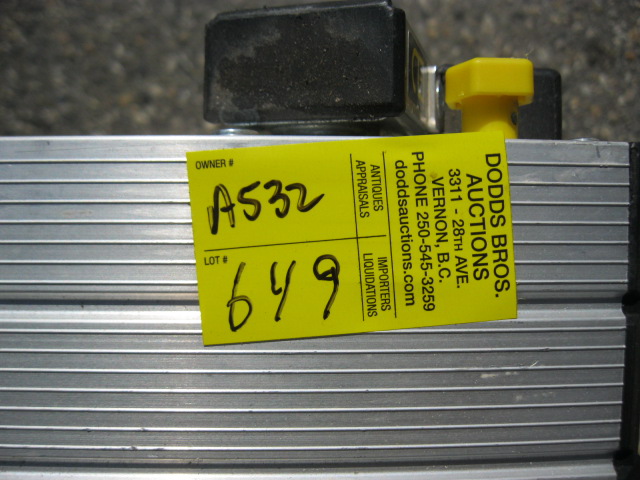 OWNER #
A532
LOT #
649
ANTIQUES
APPRAISALS
IMPORTERS
LIQUIDATIONS
DODDS BROS.
AUCTIONS
3311 - 28TH AVE.
VERNON, B.C.
PHONE 250-545-3259
doddsauctions.com